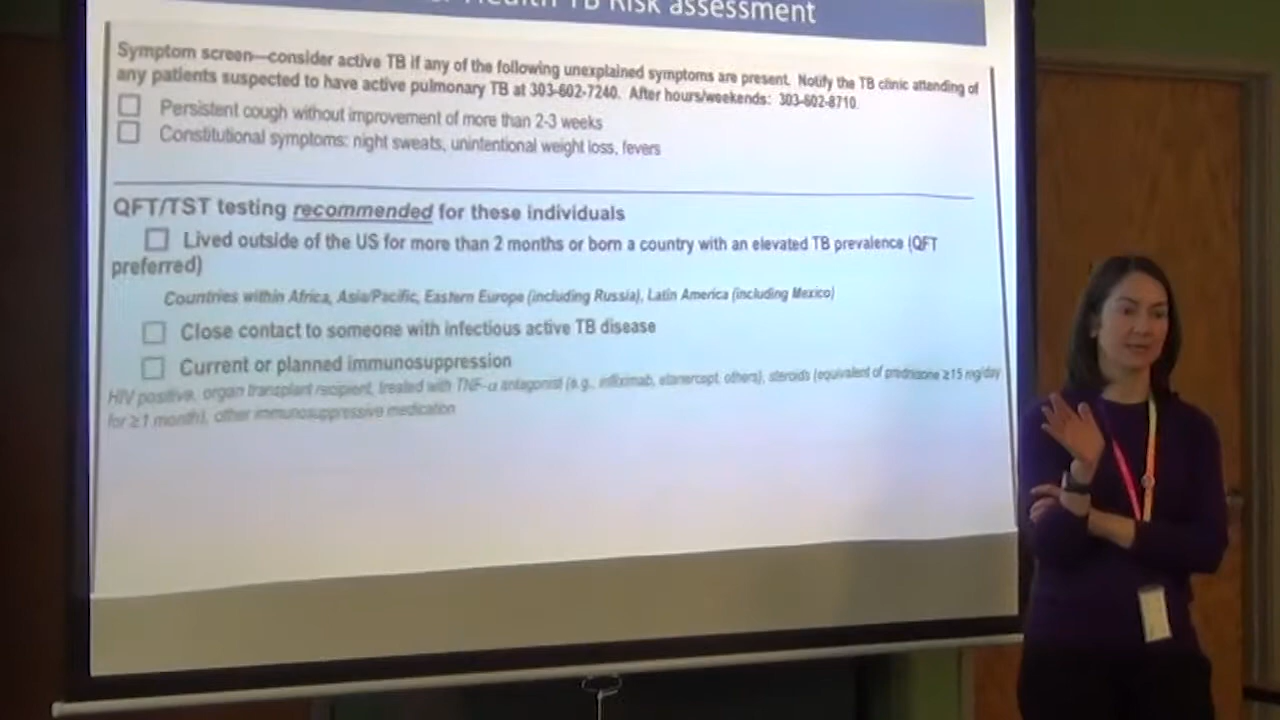 Health TB Risk assessment
Symptom screen—consider active TB if any of the following unexplained symptoms are present. Notify the TB clinic attending of
any patients suspected to have active pulmonary TB at 303-602-7240. After hours/weekends: 303-602-8710.
Persistent cough without improvement of more than 2-3 weeks
Constitutional symptoms: night sweats, unintentional weight loss, fevers
QFT/TST testing recommended for these individuals
Lived outside of the US for more than 2 months or born a country with an elevated TB prevalence (QFT
preferred)
Countries within Africa, Asia/Pacific, Eastern Europe (including Russia), Latin America (including Mexico)
Close contact to someone with infectious active TB disease
Current or planned immunosuppression
HIV positive, organ transplant recipient, treated with TNF-α antagonist (e.g., infliximab, etanercept, others), steroids (equivalent of prednisone ≥15 mg/day
for ≥1 month), other immunosuppressive medication